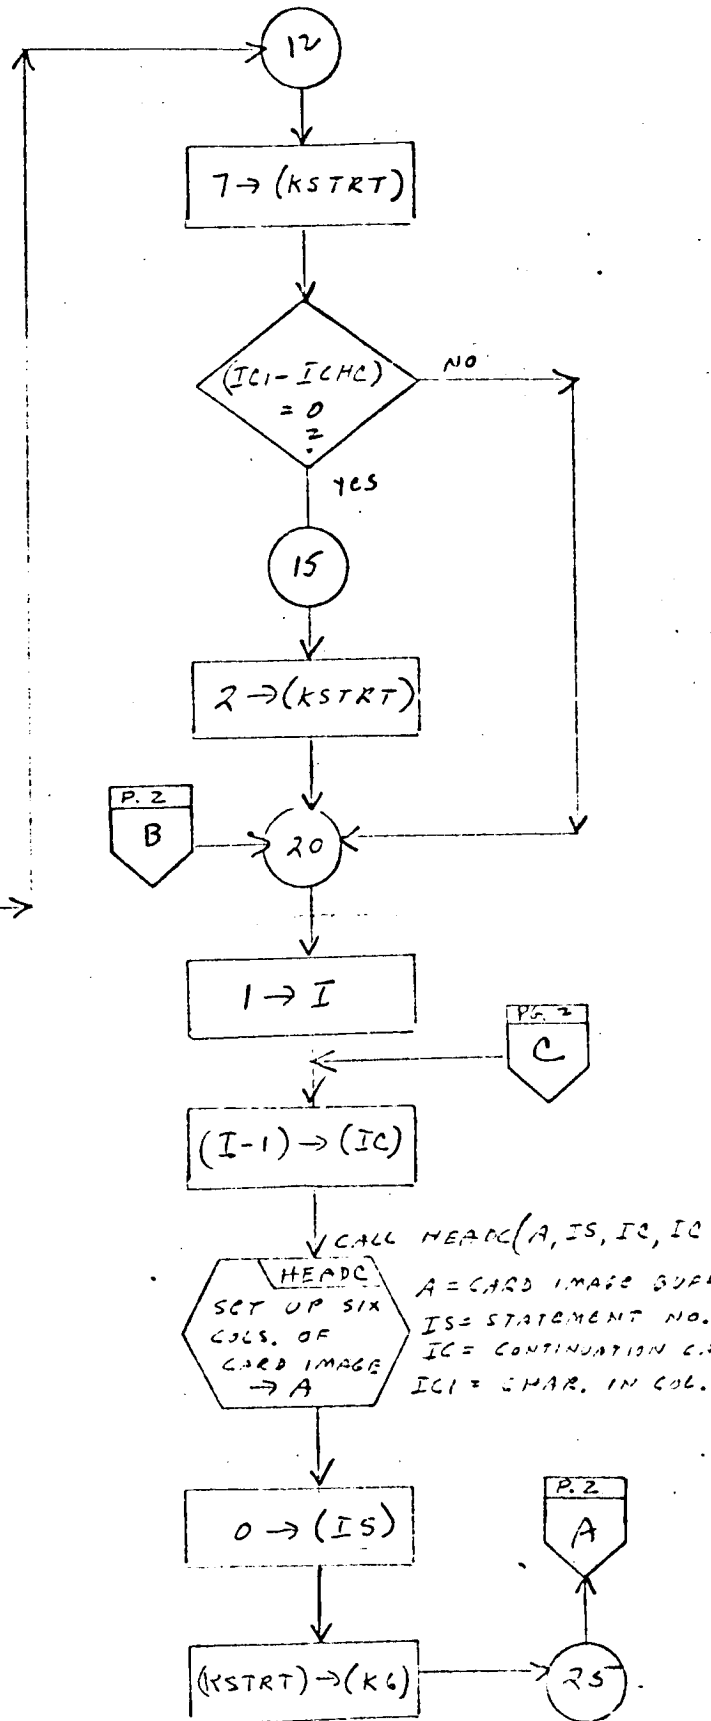 12
7 → (KSTRT)
(IC1 - ICHC)
= 0
?
NO
yes
15
2 → (KSTRT)
P. 2
B
20
1 → I
PG. 2
C
(I-1) → (IC)
CALL HEADC(A, IS, IC, IC
HEADC
SET UP SIX
COLS. OF
CARD IMAGE
→ A
A = CARD IMAGE
IS = STATEMENT NO.
IC = CONTINUATION
IC1 = CHAR. IN COL.
0 → (IS)
P. 2
A
(KSTRT) → (K6)
25